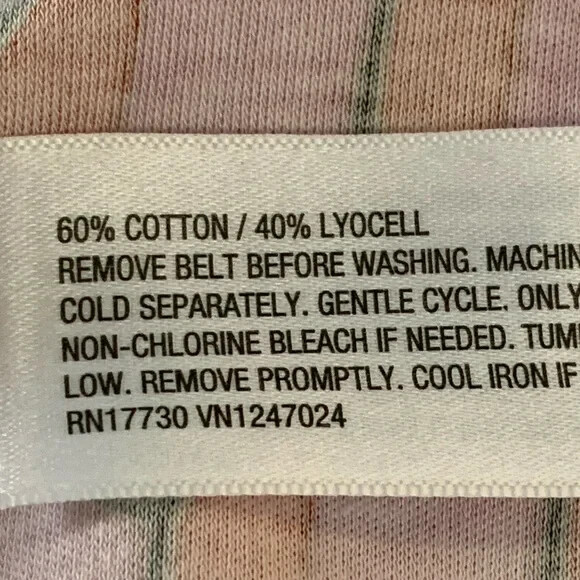 60% COTTON / 40% LYOCELL
REMOVE BELT BEFORE WASHING. MACHIN
COLD SEPARATELY. GENTLE CYCLE. ONLY
NON-CHLORINE BLEACH IF NEEDED. TUM
LOW. REMOVE PROMPTLY. COOL IRON IF
RN17730 VN1247024